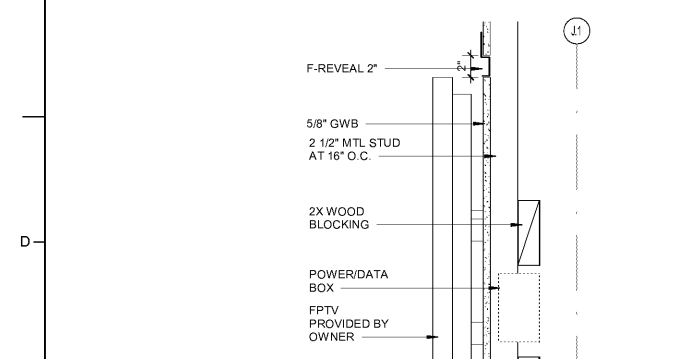 J.1
F-REVEAL 2"
2"
5/8" GWB
2 1/2" MTL STUD
AT 16" O.C.
2X WOOD
BLOCKING
D
POWER/DATA
BOX
FPTV
PROVIDED BY
OWNER